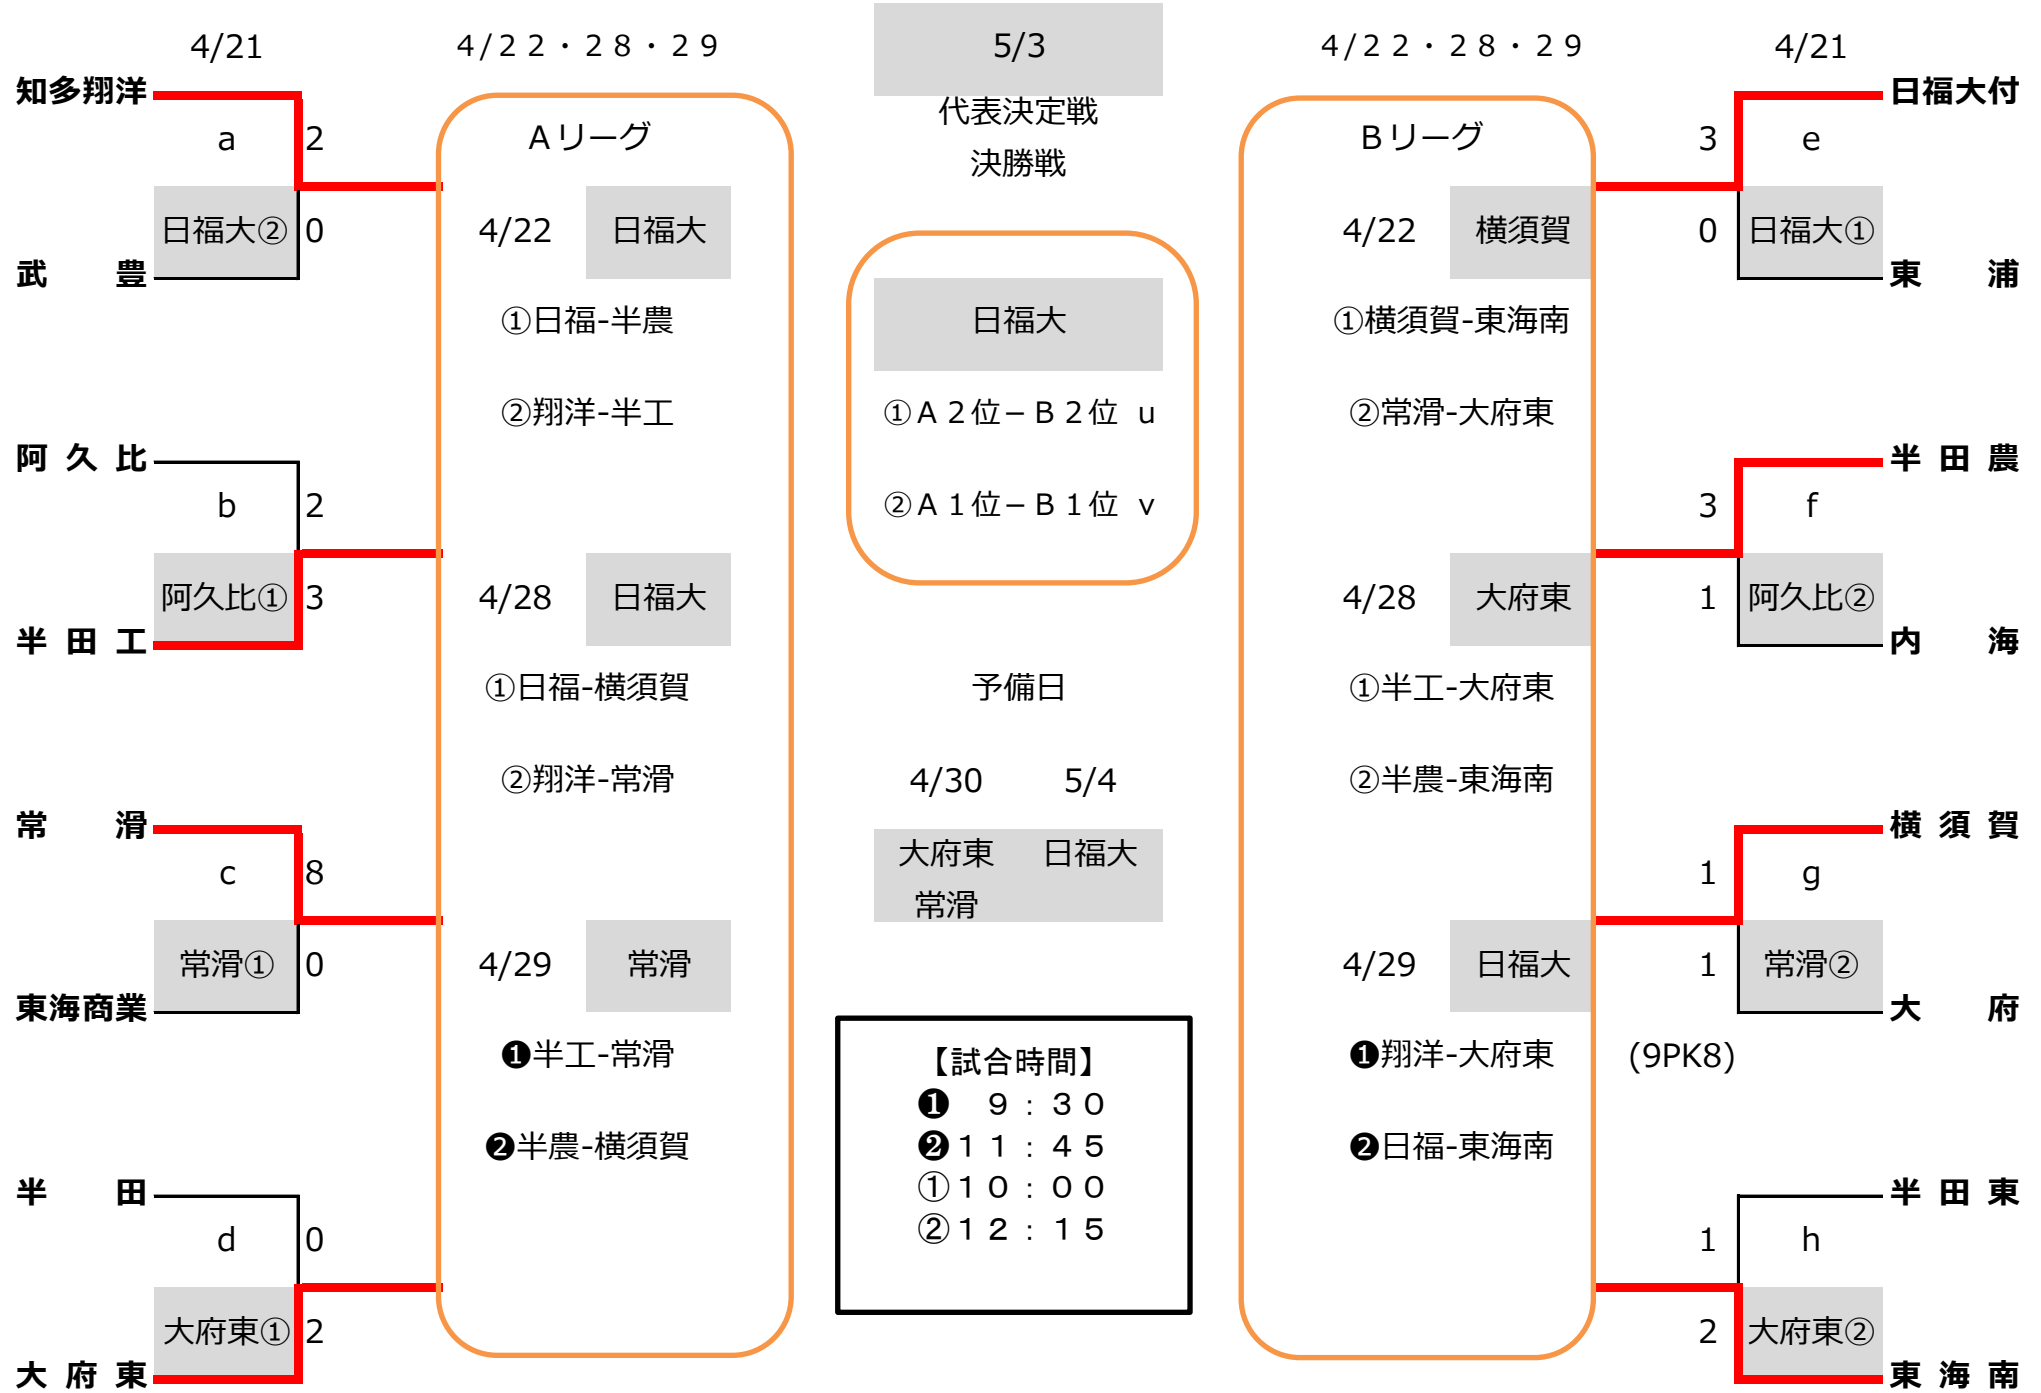 4/21
4/22・28・29
5/3
4/22・28・29
4/21
知多翔洋
a
2
日福大②
0
武　豊
阿久比
b
2
阿久比①
3
半田工
常　滑
c
8
常滑①
0
東海商業
半　田
d
0
大府東①
2
大府東
Aリーグ
4/22 日福大
①日福-半農
②翔洋-半工
4/28 日福大
①日福-横須賀
②翔洋-常滑
4/29 常滑
❶半工-常滑
❷半農-横須賀
代表決定戦
決勝戦
日福大
①A2位－B2位 u
②A1位－B1位 v
予備日
4/30 5/4
大府東 日福大
常滑
【試合時間】
❶ 9：30
❷11：45
①10：00
②12：15
Bリーグ
4/22 横須賀
①横須賀-東海南
②常滑-大府東
4/28 大府東
①半工-大府東
②半農-東海南
4/29 日福大
❶翔洋-大府東
❷日福-東海南
日福大付
3
e
0
日福大①
東　浦
半田農
3
f
1
阿久比②
内　海
横須賀
1
g
1
常滑②
大　府
(9PK8)
半田東
1
h
2
大府東②
東海南